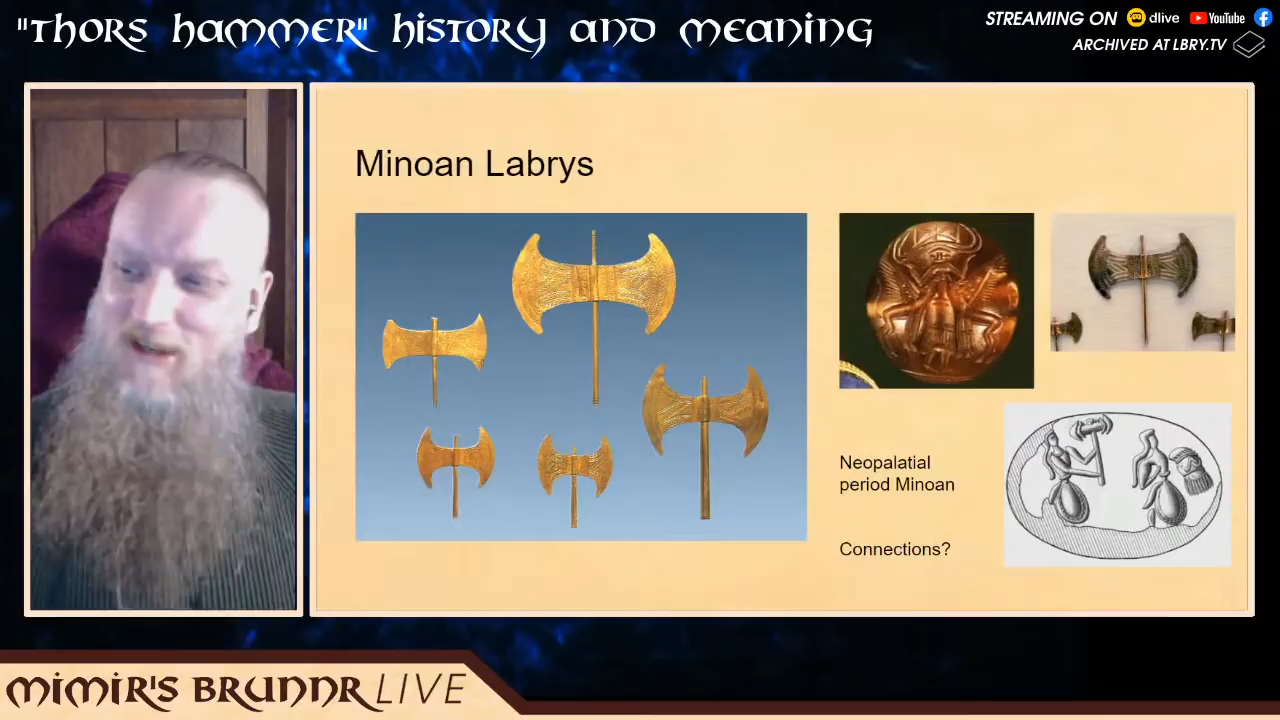 "Thors hammer" history and meaning
STREAMING ON dlive YouTube
ARCHIVED AT LBRY.TV
Minoan Labrys
Neopalatial
period Minoan
Connections?
MIMIR'S BRUNNR LIVE